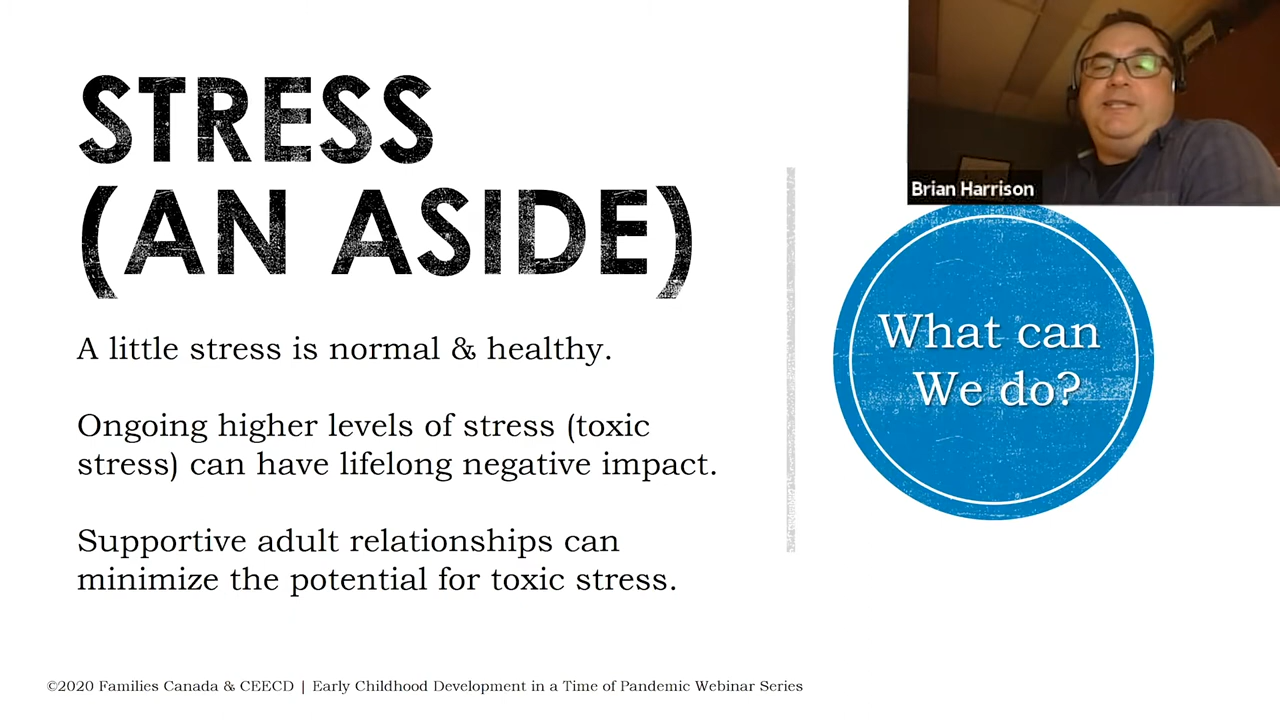 STRESS
(AN ASIDE)
A little stress is normal & healthy.
Ongoing higher levels of stress (toxic
stress) can have lifelong negative impact.
Supportive adult relationships can
minimize the potential for toxic stress.
Brian Harrison
What can
We do?
©2020 Families Canada & CEECD | Early Childhood Development in a Time of Pandemic Webinar Series